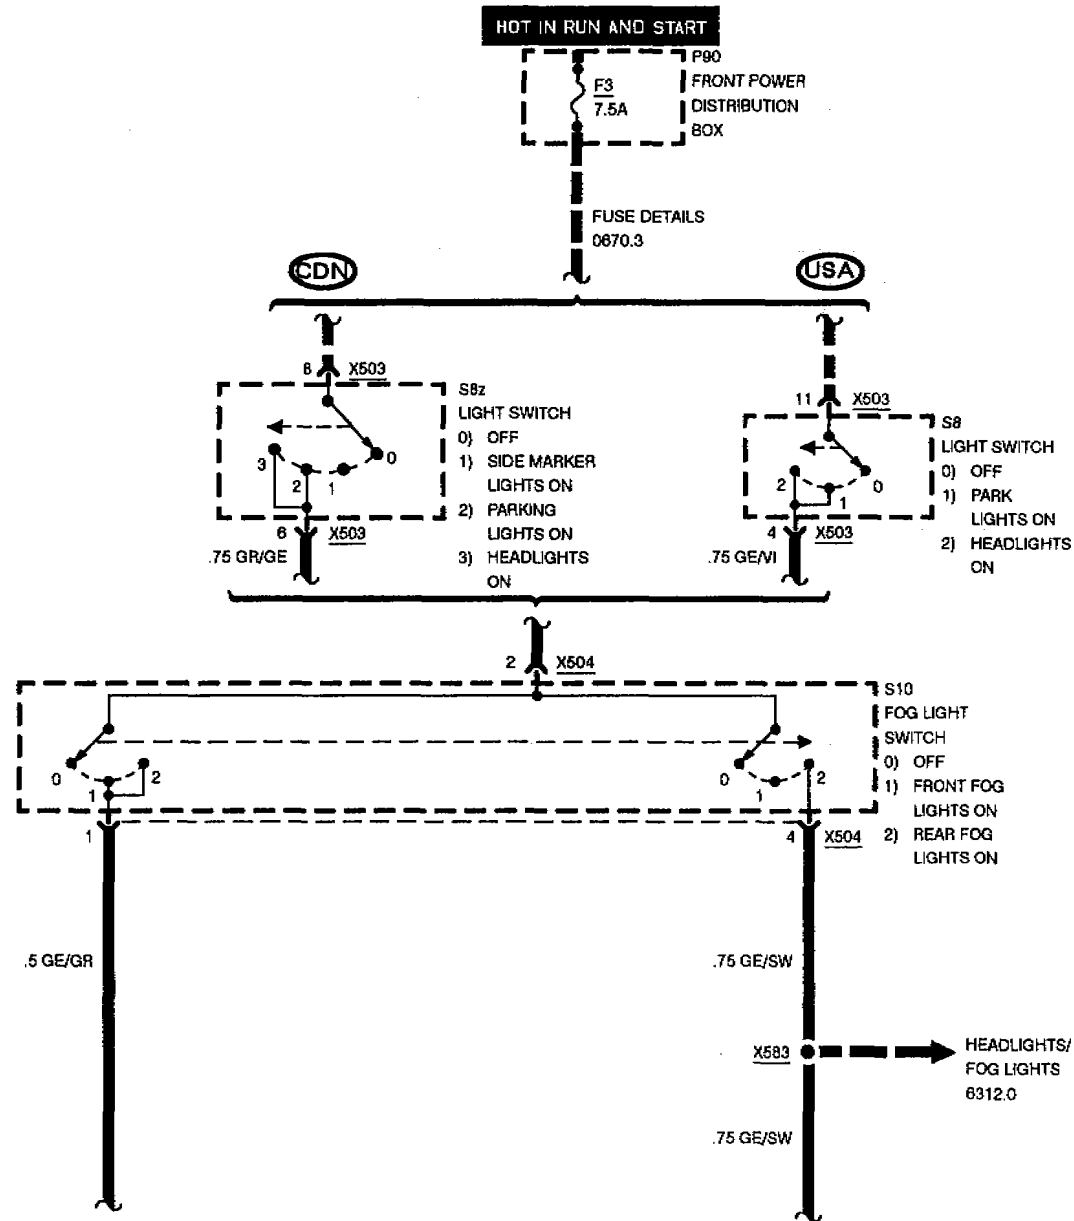 HOT IN RUN AND START
P90
FRONT POWER
DISTRIBUTION
BOX
F3
7.5A
FUSE DETAILS
0670.3
CDN
USA
8 X503
S8z
LIGHT SWITCH
0) OFF
1) SIDE MARKER
LIGHTS ON
2) PARKING
LIGHTS ON
3) HEADLIGHTS
ON
3
2
1
0
6 X503
.75 GR/GE
11 X503
S8
LIGHT SWITCH
0) OFF
1) PARK
LIGHTS ON
2) HEADLIGHTS
ON
2
1
0
4 X503
.75 GE/VI
2 X504
S10
FOG LIGHT
SWITCH
0) OFF
1) FRONT FOG
LIGHTS ON
2) REAR FOG
LIGHTS ON
0
1
2
0
1
2
1
4 X504
.5 GE/GR
.75 GE/SW
X583
HEADLIGHTS/
FOG LIGHTS
6312.0
.75 GE/SW